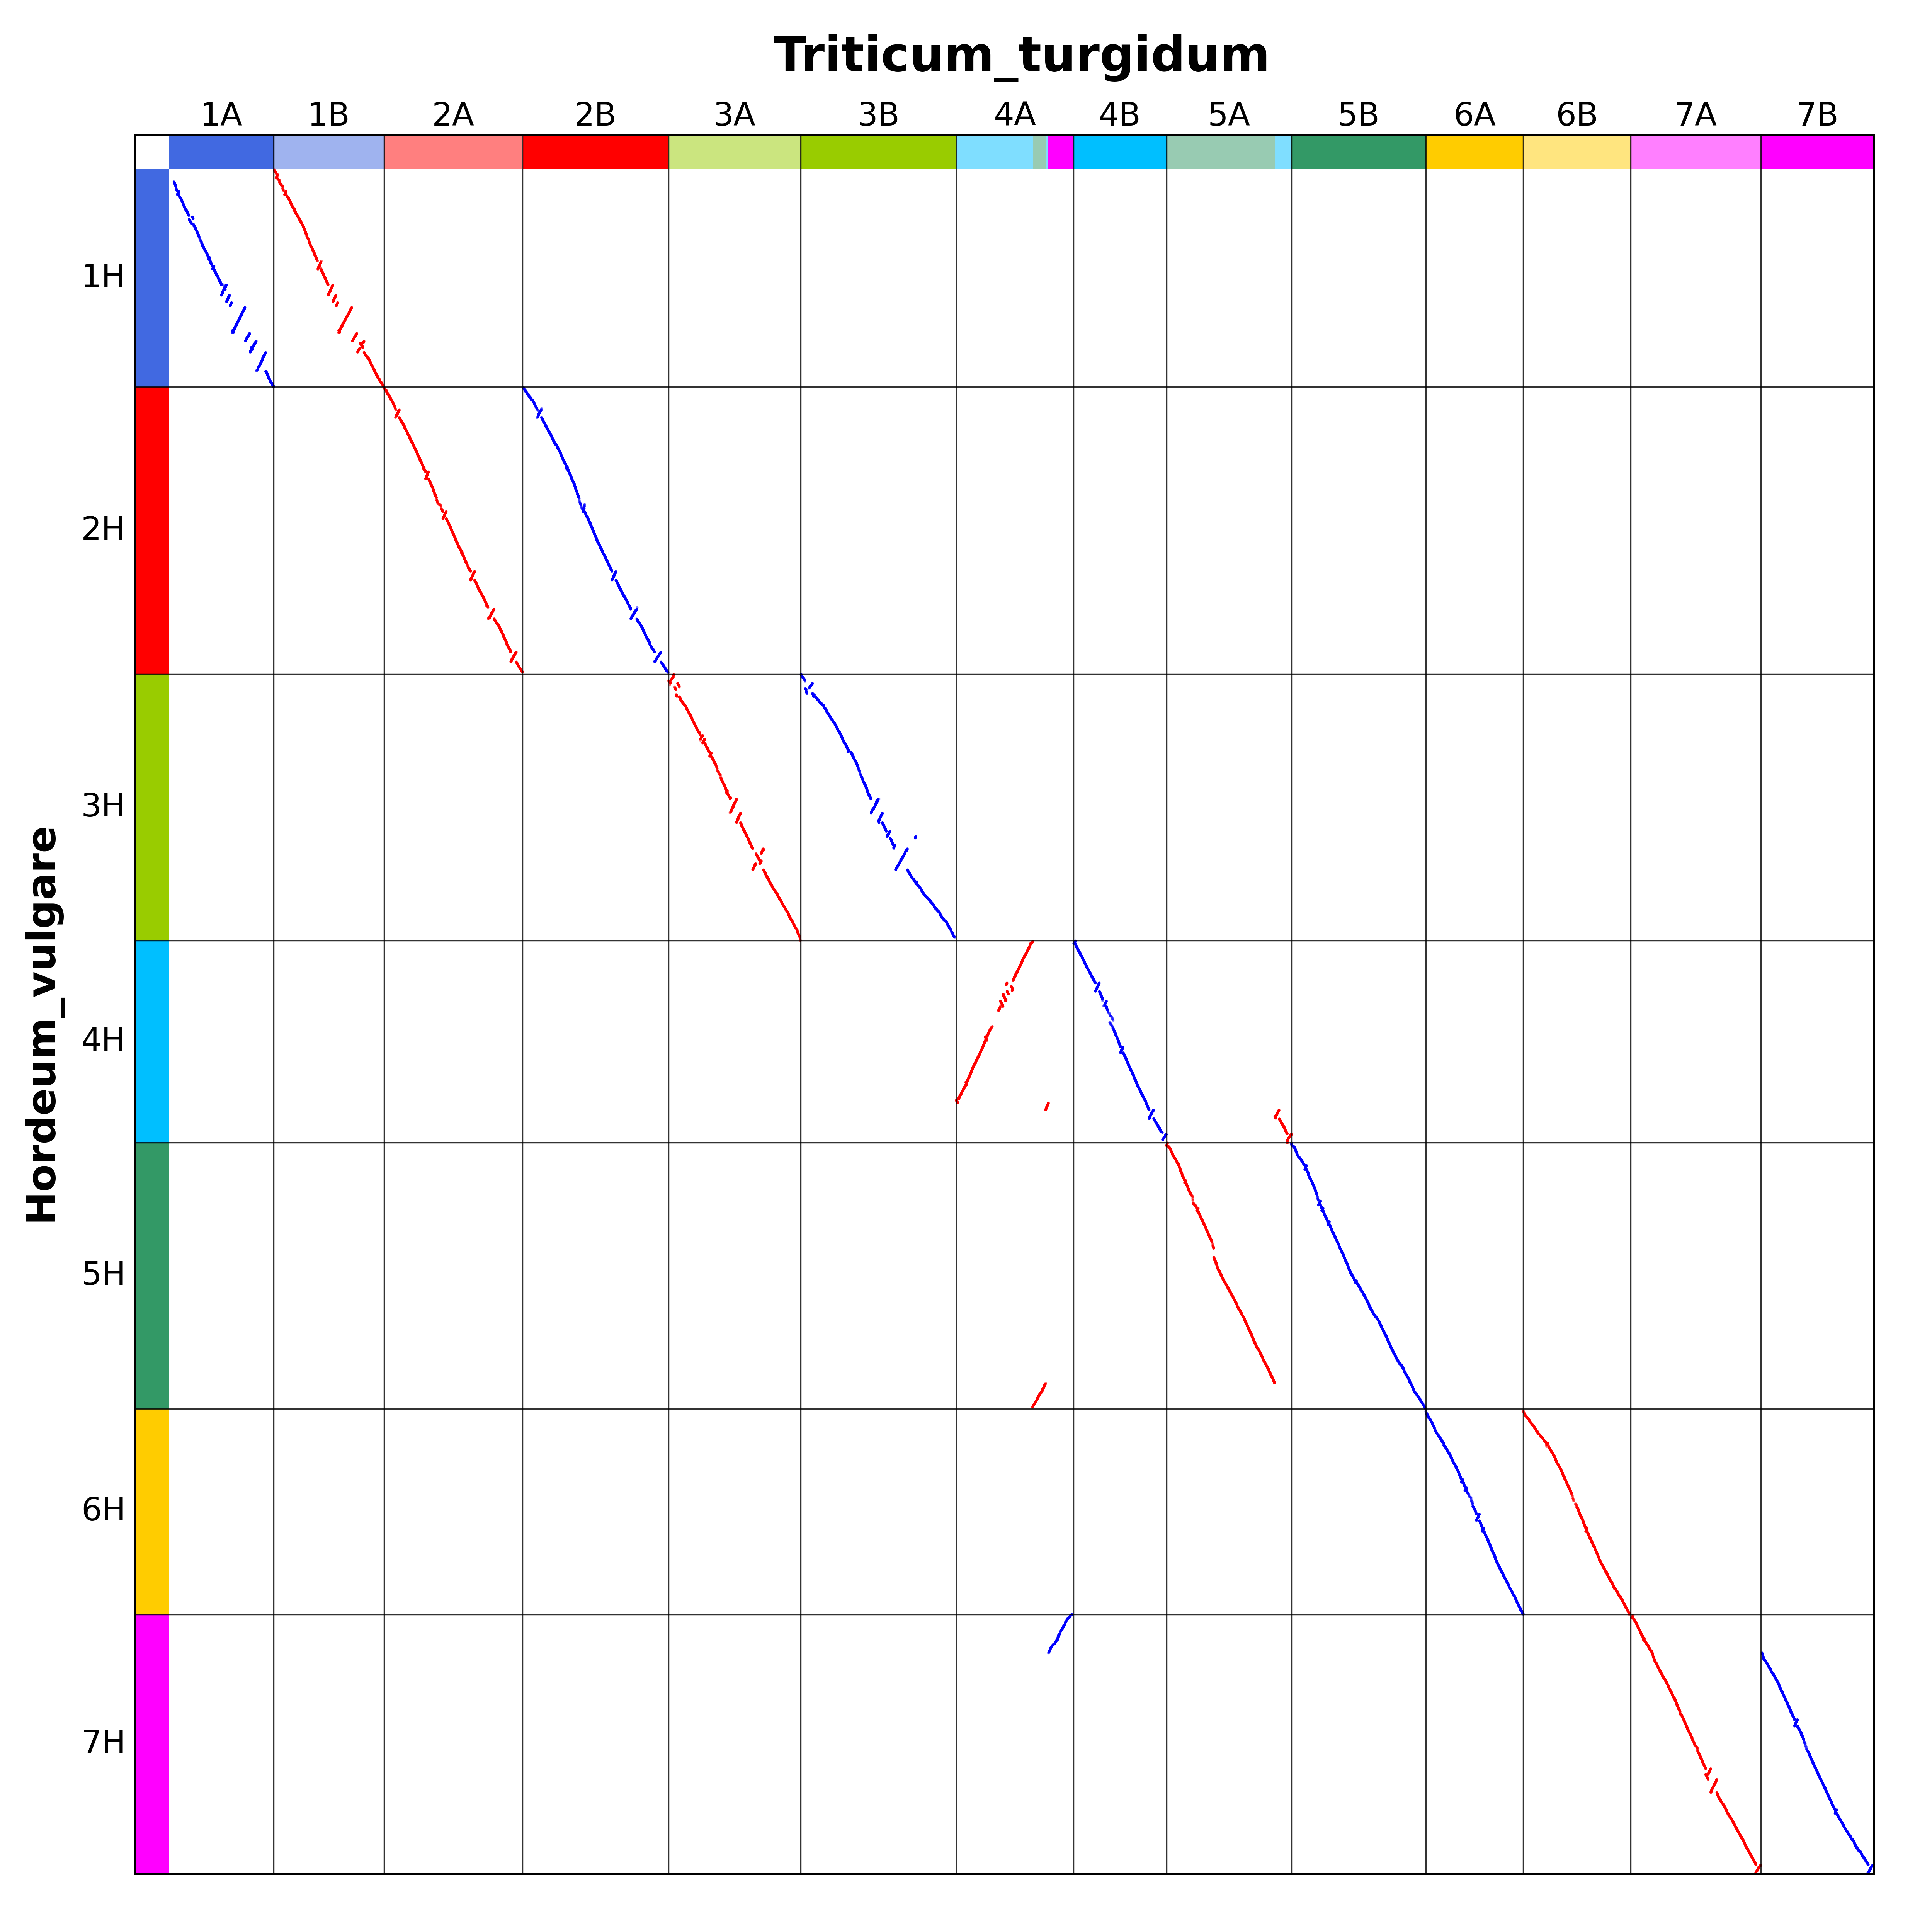 Triticum_turgidum
1A 1B 2A 2B 3A 3B 4A 4B 5A 5B 6A 6B 7A 7B
Hordeum_vulgare
1H
2H
3H
4H
5H
6H
7H